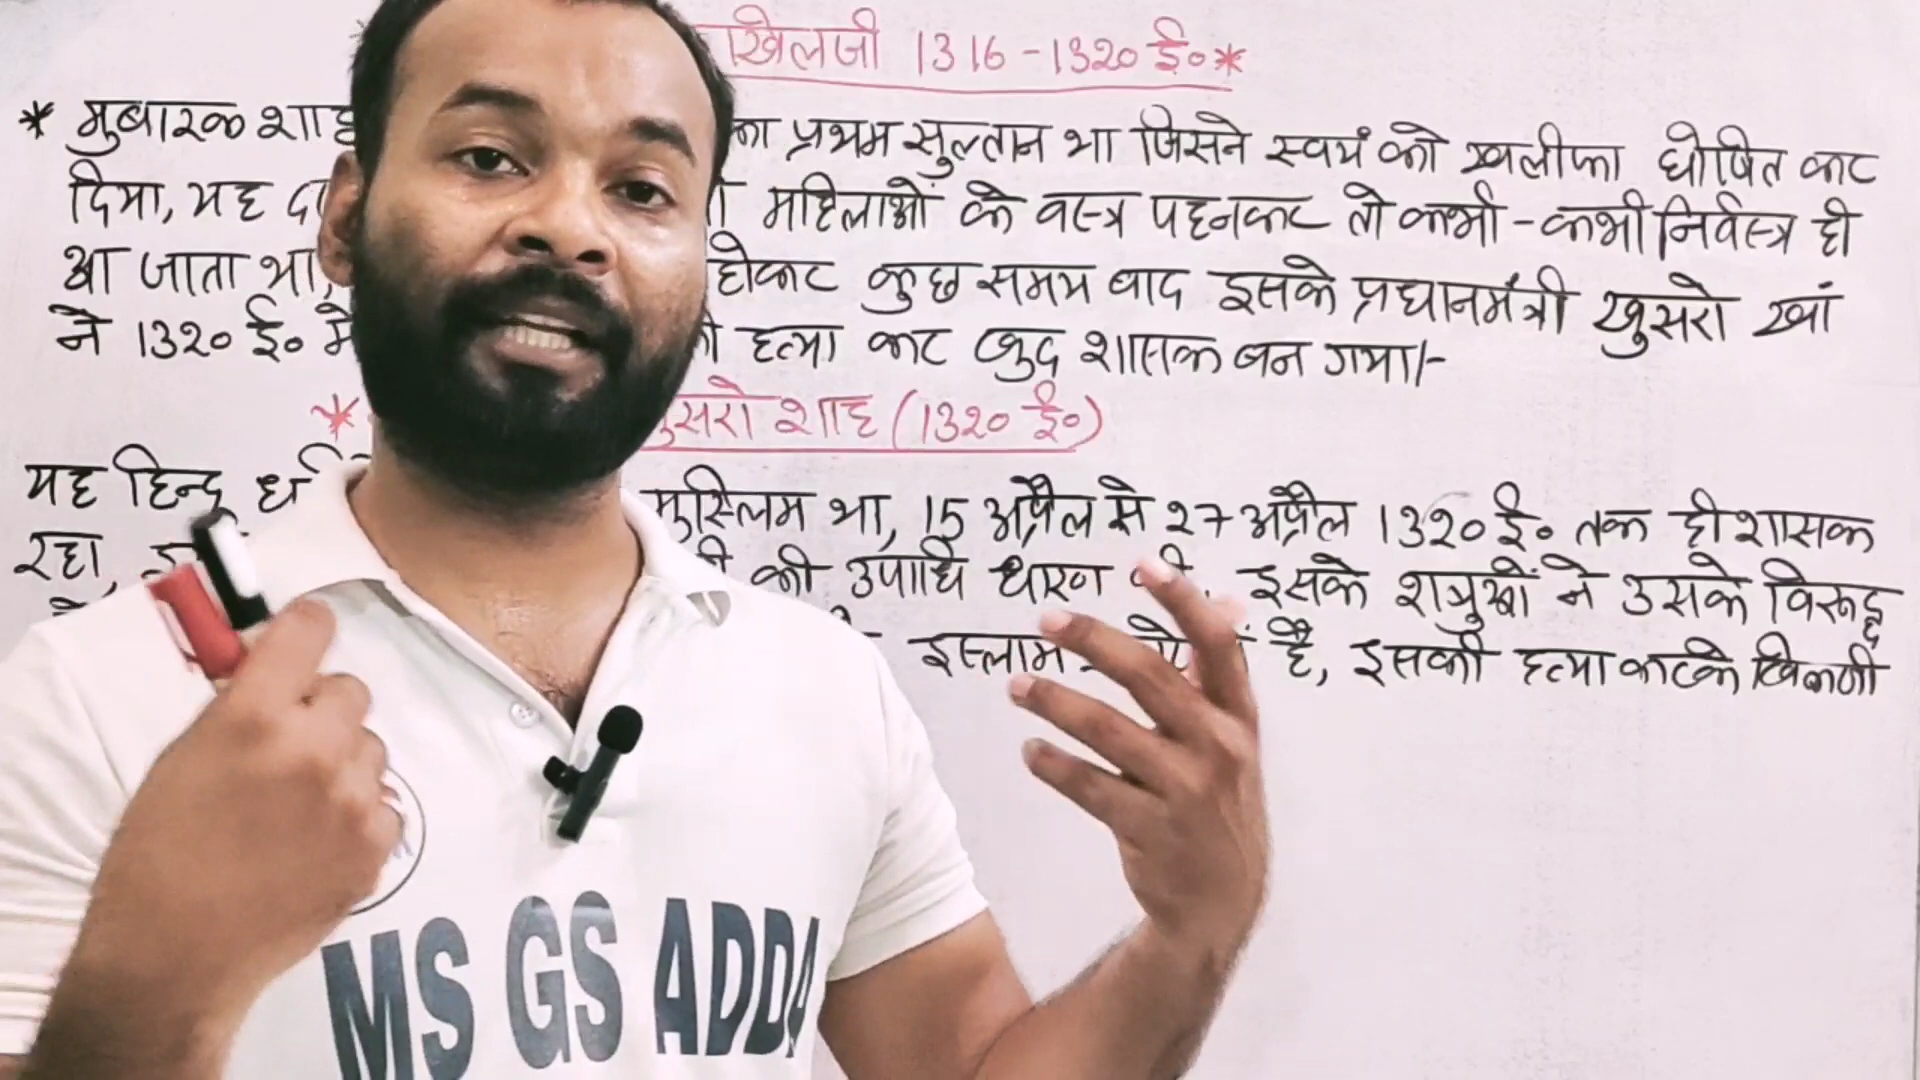 खिलजी 1316-1320 ई०*
* मुबारक शाह का प्रथम सुल्तान था जिसने स्वयं को खलीफा घोषित कर
दिया, यह महिलाओं के वस्त्र पहनकर तो कभी-कभी निर्वस्त्र ही
आ जाता था, होकर कुछ समय बाद इसके प्रधानमंत्री खुसरो खां
ने 1320 ई० में हत्या कर खुद शासक बन गया।-
* खुसरो शाह (1320 ई०)
यह हिन्दू मुस्लिम था, 15 अप्रैल से 27 अप्रैल 1320 ई० तक ही शासक
रहा, की उपाधि धारण की, इसके शत्रुओं ने उसके विरुद्ध
इस्लाम है, इसकी हत्या करके खिलजी
MS GS ADDA